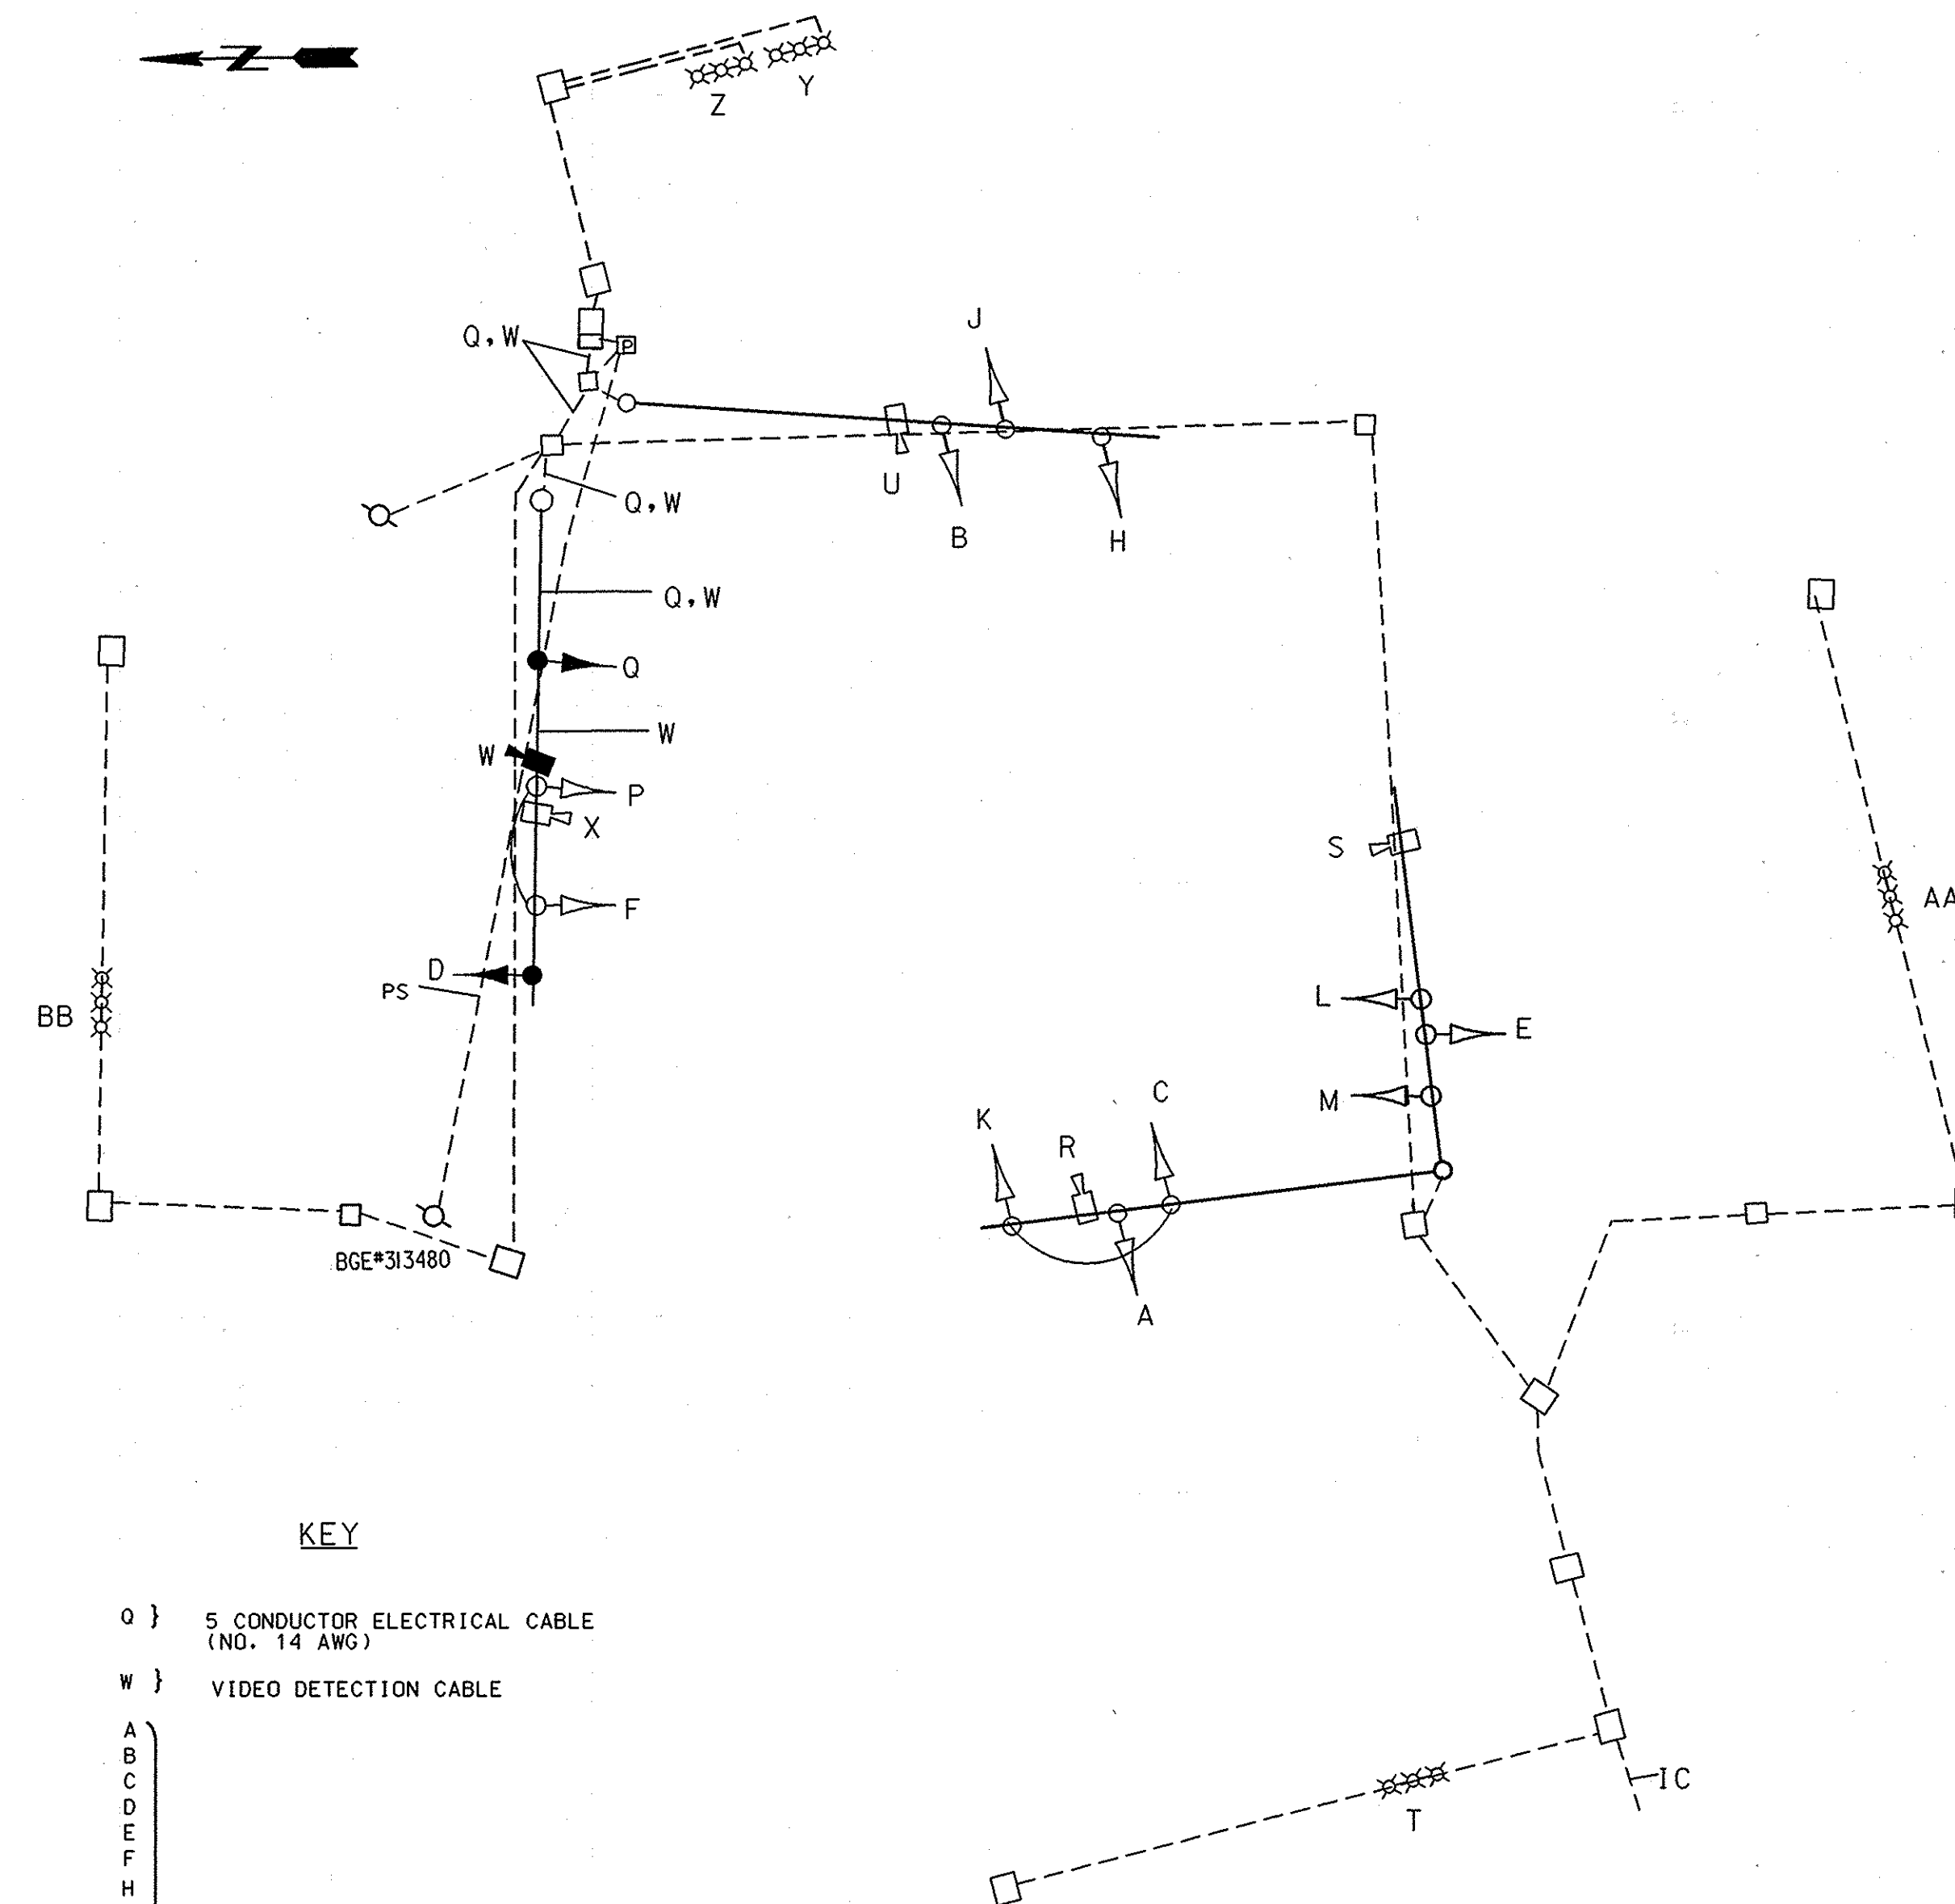 N
Z
Y
P
Q,W
J
U
B
H
Q,W
Q,W
Q
W
W
P
X
F
D
PS
BB
S
AA
L
E
M
K
R
C
A
BGE#313480
KEY
Q } 5 CONDUCTOR ELECTRICAL CABLE
(NO. 14 AWG)
W } VIDEO DETECTION CABLE
A
B
C
D
E
F
H
T
IC